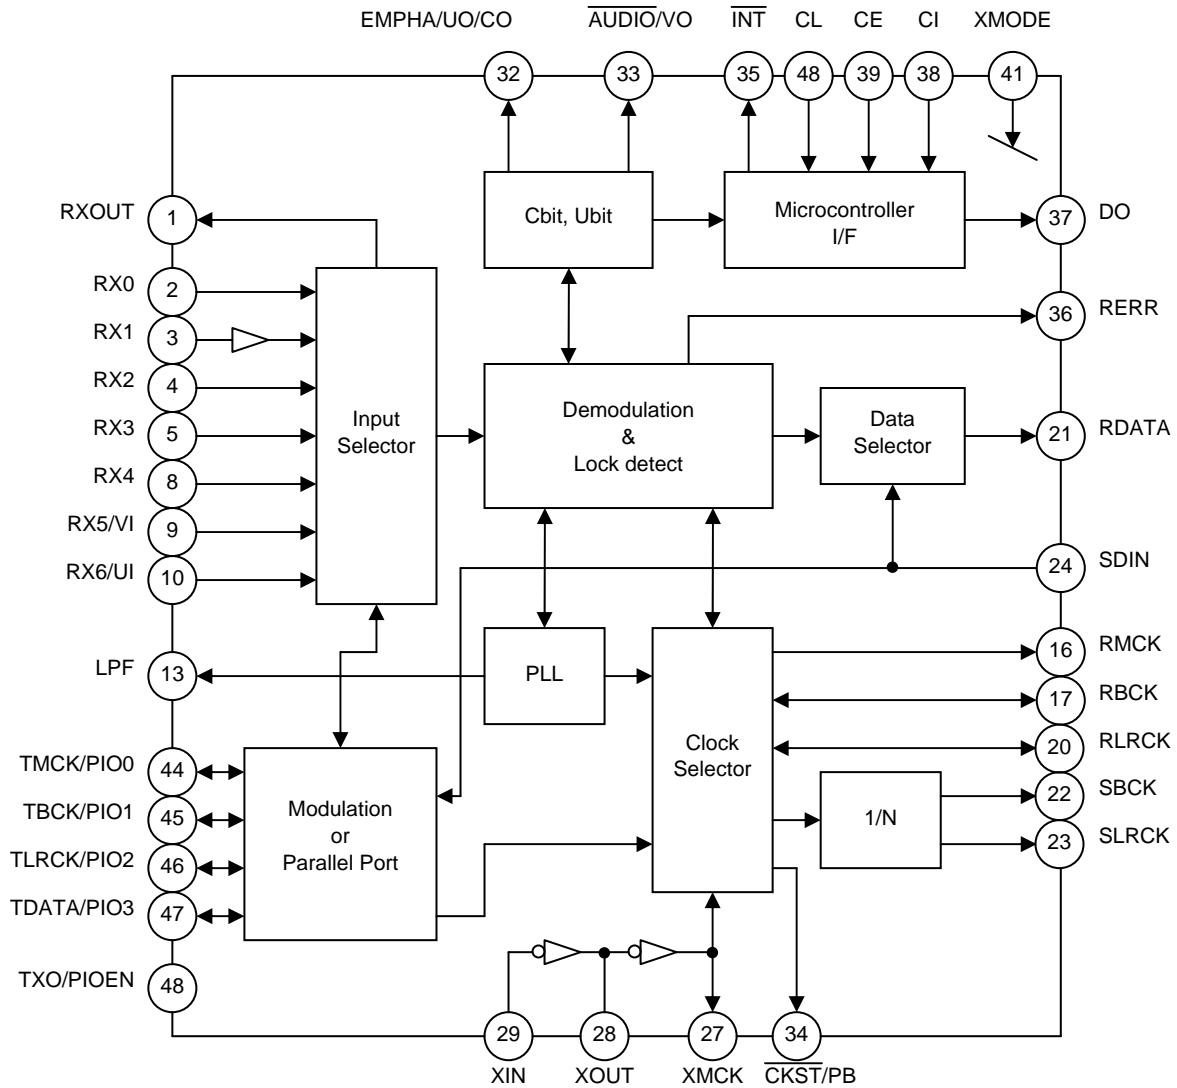 EMPHA/UO/CO AUDIO/VO INT CL CE CI XMODE
32 33 35 48 39 38 41
RXOUT 1
Cbit, Ubit
Microcontroller
I/F
37 DO
RX0 2
RX1 3
RX2 4
RX3 5
RX4 8
RX5/VI 9
RX6/UI 10
Input
Selector
36 RERR
Demodulation
&
Lock detect
Data
Selector
21 RDATA
24 SDIN
LPF 13
PLL
Clock
Selector
16 RMCK
17 RBCK
20 RLRCK
22 SBCK
23 SLRCK
1/N
TMCK/PIO0 44
TBCK/PIO1 45
TLRCK/PIO2 46
TDATA/PIO3 47
TXO/PIOEN 48
Modulation
or
Parallel Port
29 28 27 34
XIN XOUT XMCK CKST/PB